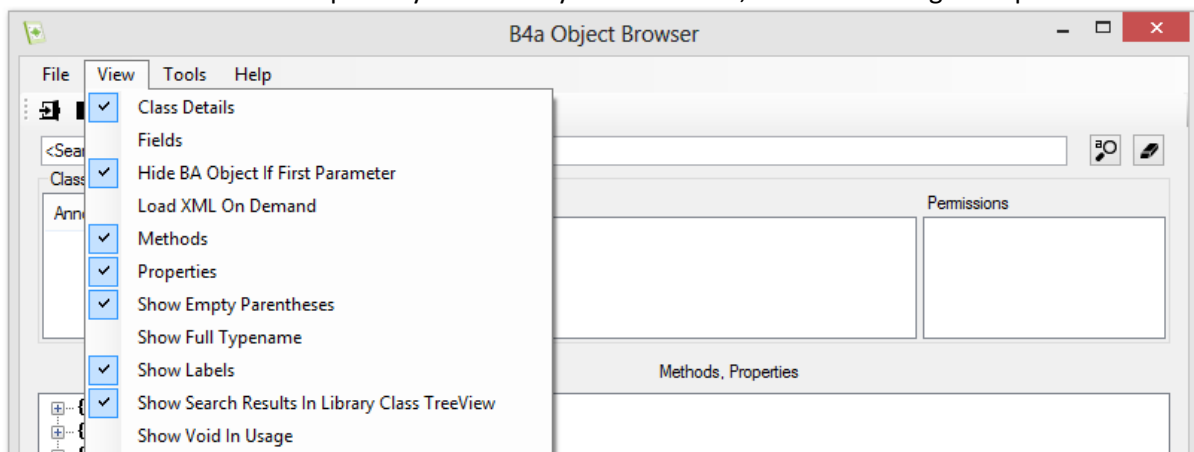 B4a Object Browser
File View Tools Help
Class Details
<Sear
Fields
Class
Hide BA Object If First Parameter
Load XML On Demand
Permissions
Methods
Properties
Show Empty Parentheses
Show Full Typename
Show Labels
Methods, Properties
Show Search Results In Library Class TreeView
Show Void In Usage